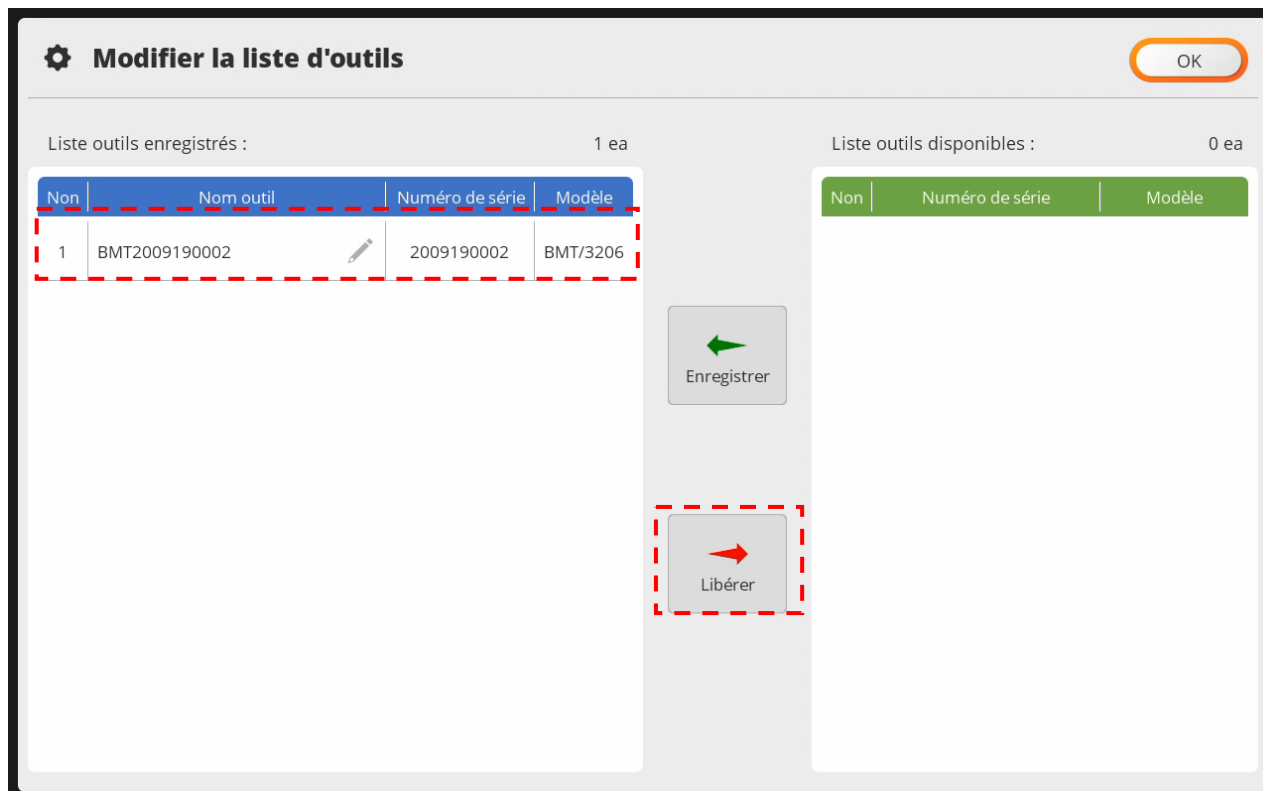 Modifier la liste d'outils
OK
Liste outils enregistrés : 1 ea
Liste outils disponibles : 0 ea
Non Nom outil Numéro de série Modèle
1 BMT2009190002 2009190002 BMT/3206
Non Numéro de série Modèle
Enregistrer
Libérer